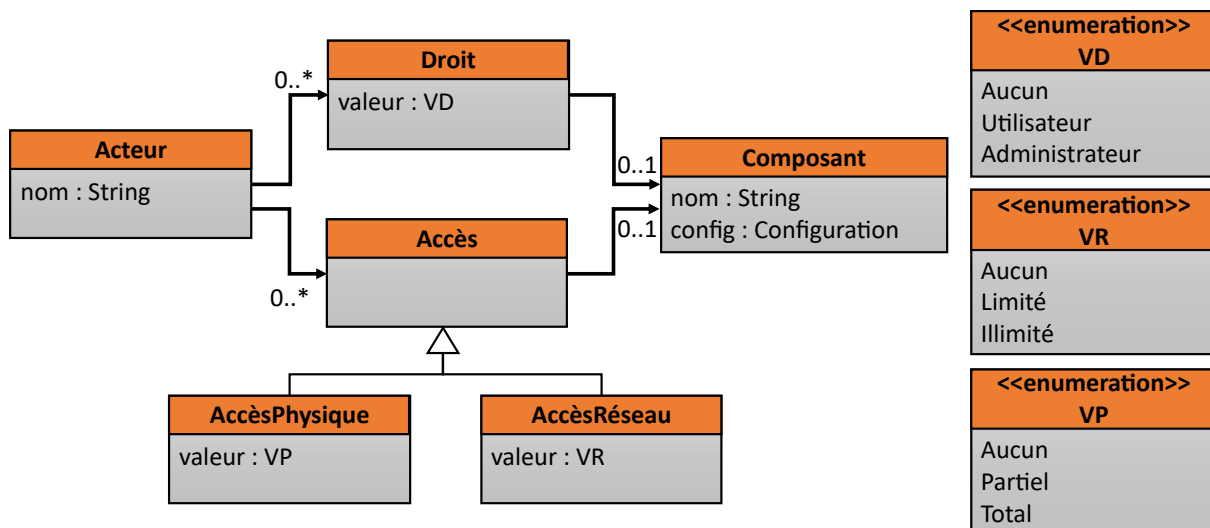 Droit
valeur : VD
0..*
Acteur
nom : String
0..1
Composant
nom : String
config : Configuration
0..1
Accès
0..*
AccèsPhysique
valeur : VP
AccèsRéseau
valeur : VR
<<enumeration>>
VD
Aucun
Utilisateur
Administrateur
<<enumeration>>
VR
Aucun
Limité
Illimité
<<enumeration>>
VP
Aucun
Partiel
Total